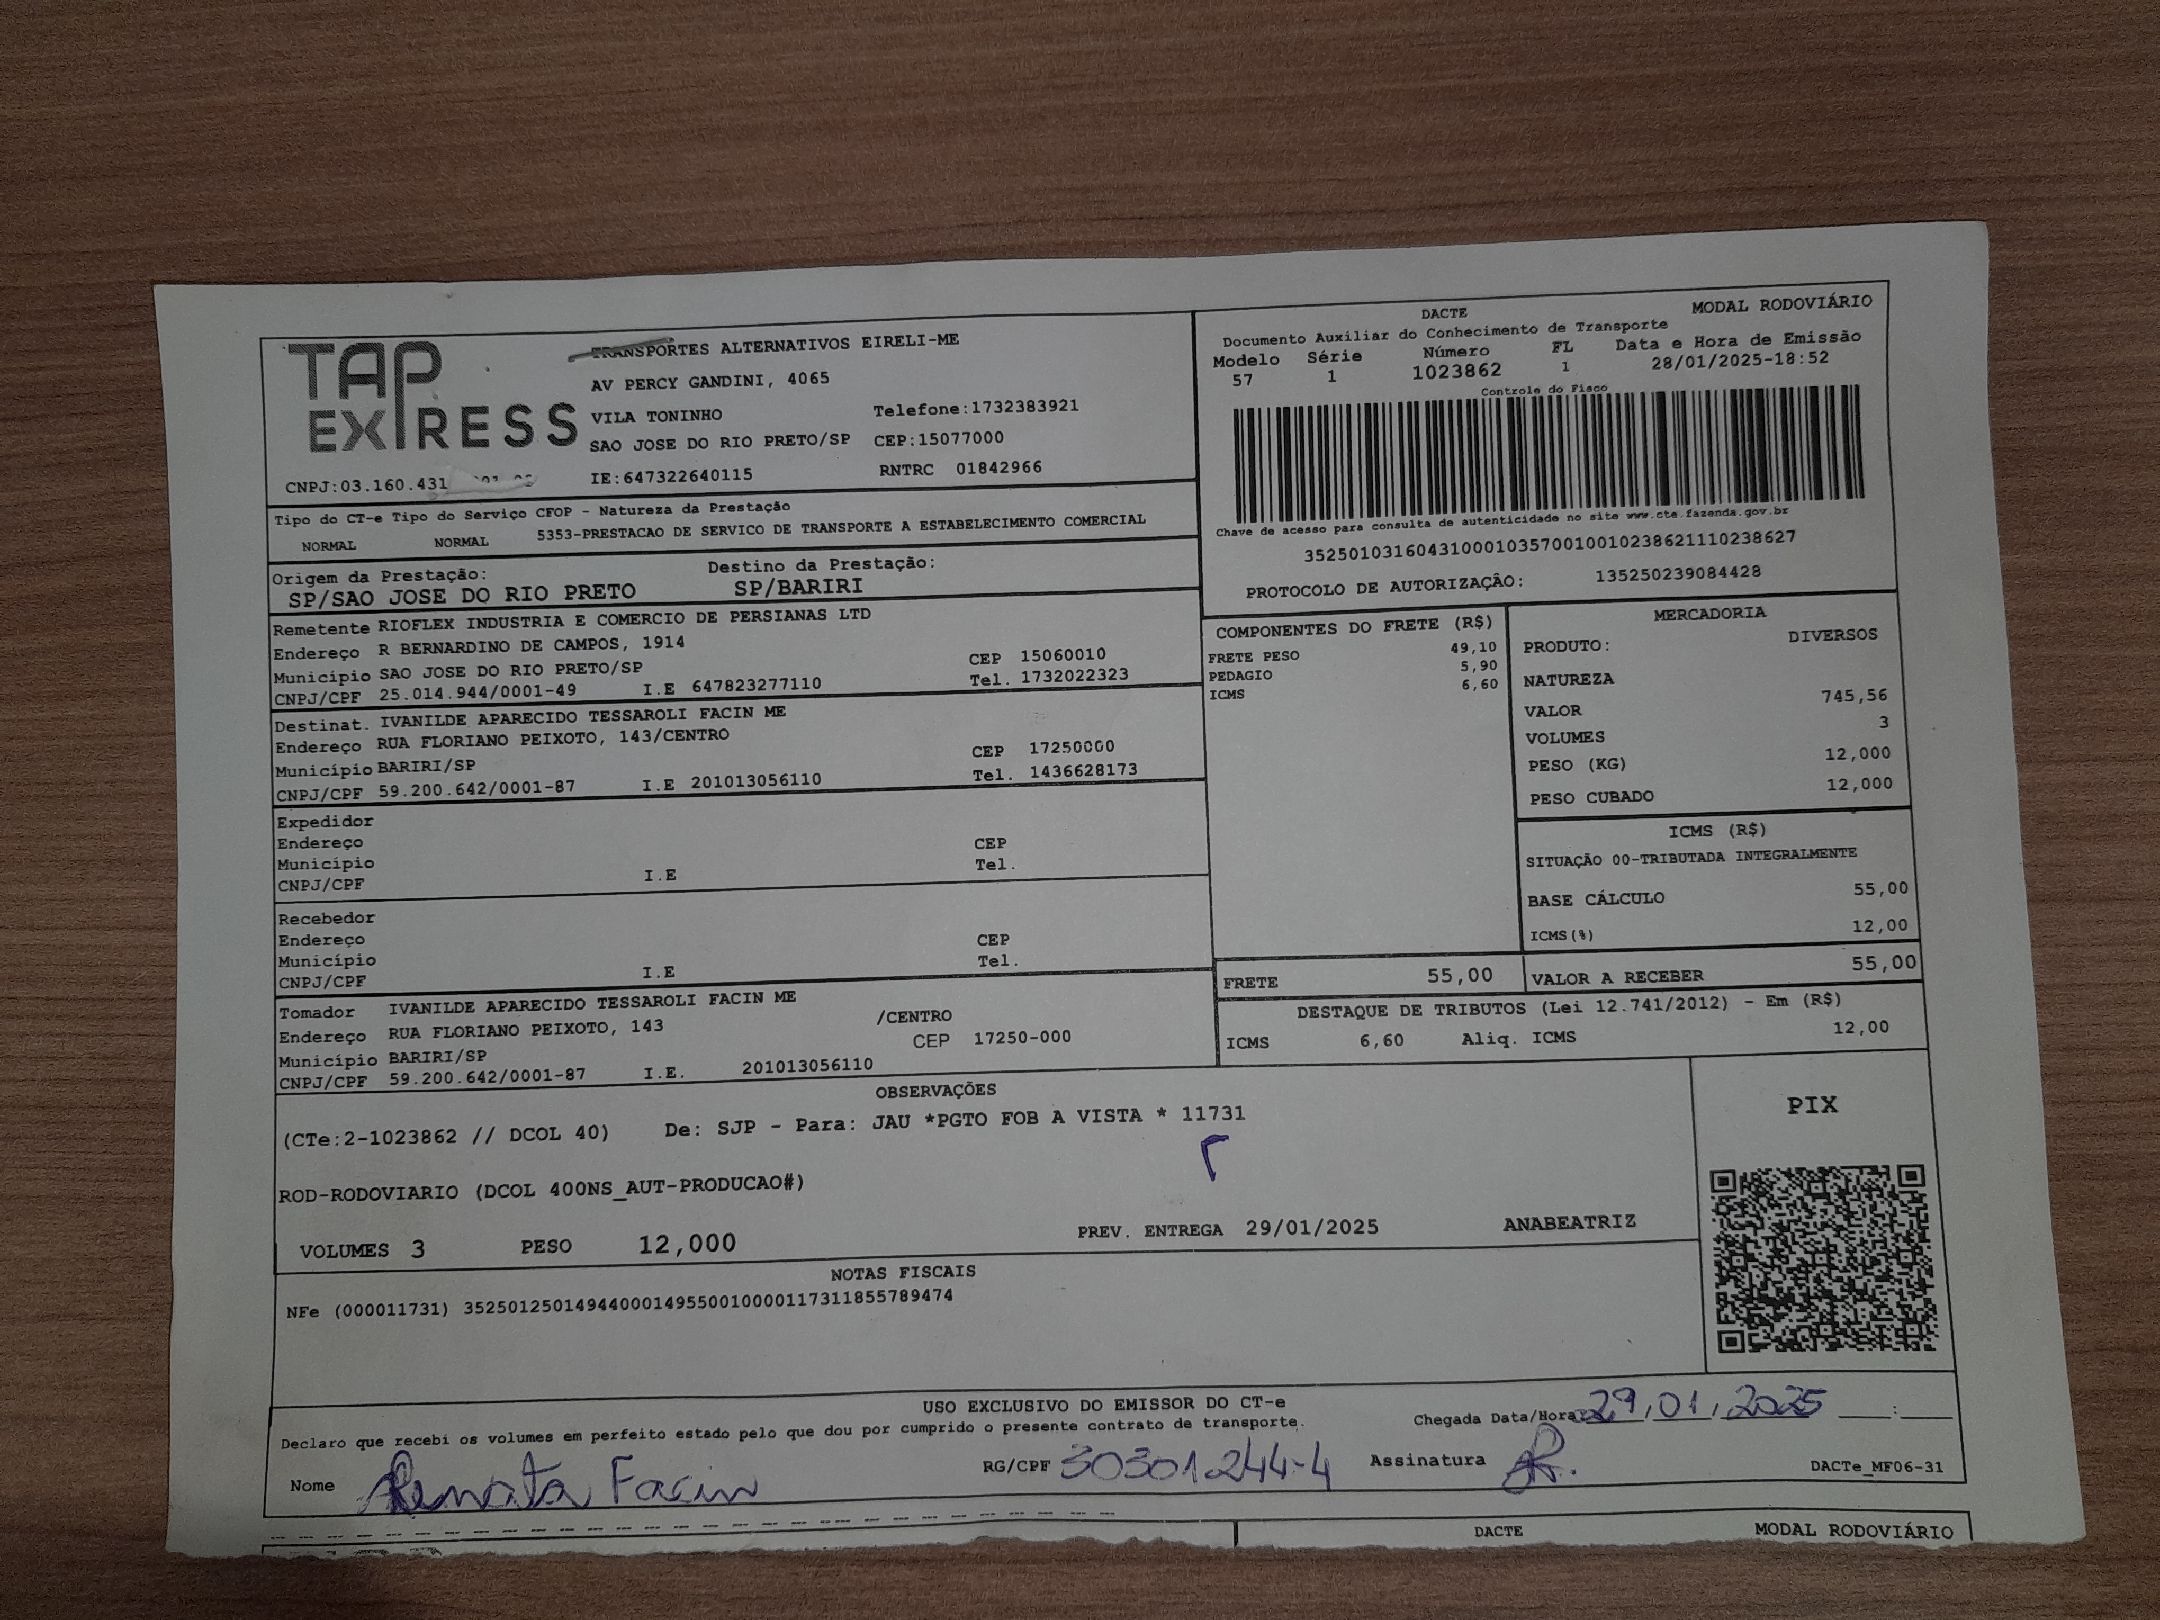 TAP EXPRESS
TRANSPORTES ALTERNATIVOS EIRELI-ME
AV PERCY GANDINI, 4065
VILA TONINHO Telefone:1732383921
SAO JOSE DO RIO PRETO/SP CEP:15077000
CNPJ:03.160.431 IE:647322640115 RNTRC 01842966
DACTE MODAL RODOVIÁRIO
Documento Auxiliar do Conhecimento de Transporte
Modelo Série Número FL Data e Hora de Emissão
57 1 1023862 1 28/01/2025-18:52
Controle do Fisco
Chave de acesso para consulta de autenticidade no site www.cte.fazenda.gov.br
35250103160431000103570010010238621110238627
PROTOCOLO DE AUTORIZAÇÃO: 135250239084428
Tipo do CT-e Tipo do Serviço CFOP - Natureza da Prestação
NORMAL NORMAL 5353-PRESTACAO DE SERVICO DE TRANSPORTE A ESTABELECIMENTO COMERCIAL
Origem da Prestação: Destino da Prestação:
SP/SAO JOSE DO RIO PRETO SP/BARIRI
Remetente RIOFLEX INDUSTRIA E COMERCIO DE PERSIANAS LTD
Endereço R BERNARDINO DE CAMPOS, 1914
Município SAO JOSE DO RIO PRETO/SP CEP 15060010
CNPJ/CPF 25.014.944/0001-49 I.E 647823277110 Tel. 1732022323
Destinat. IVANILDE APARECIDO TESSAROLI FACIN ME
Endereço RUA FLORIANO PEIXOTO, 143/CENTRO
Município BARIRI/SP CEP 17250000
CNPJ/CPF 59.200.642/0001-87 I.E 201013056110 Tel. 1436628173
Expedidor
Endereço CEP
Município Tel.
CNPJ/CPF I.E
Recebedor
Endereço CEP
Município Tel.
CNPJ/CPF I.E
Tomador IVANILDE APARECIDO TESSAROLI FACIN ME
Endereço RUA FLORIANO PEIXOTO, 143 /CENTRO
Município BARIRI/SP CEP 17250-000
CNPJ/CPF 59.200.642/0001-87 I.E. 201013056110
COMPONENTES DO FRETE (R$)
FRETE PESO 49,10
PEDAGIO 5,90
ICMS 6,60
MERCADORIA
PRODUTO: DIVERSOS
NATUREZA
VALOR 745,56
VOLUMES 3
PESO (KG) 12,000
PESO CUBADO 12,000
ICMS (R$)
SITUAÇÃO 00-TRIBUTADA INTEGRALMENTE
BASE CÁLCULO 55,00
ICMS(%) 12,00
FRETE 55,00 VALOR A RECEBER 55,00
DESTAQUE DE TRIBUTOS (Lei 12.741/2012) - Em (R$)
ICMS 6,60 Aliq. ICMS 12,00
OBSERVAÇÕES
(CTe:2-1023862 // DCOL 40) De: SJP - Para: JAU *PGTO FOB A VISTA * 11731
ROD-RODOVIARIO (DCOL 400NS_AUT-PRODUCAO#)
VOLUMES 3 PESO 12,000 PREV. ENTREGA 29/01/2025 ANABEATRIZ
PIX
NOTAS FISCAIS
NFe (000011731) 35250125014944000149550010000117311855789474
USO EXCLUSIVO DO EMISSOR DO CT-e
Declaro que recebi os volumes em perfeito estado pelo que dou por cumprido o presente contrato de transporte.
Chegada Data/Hora: 29,01,2025 ___:___
Nome Renata Facin RG/CPF 30301244-4 Assinatura
DACTe_MF06-31
DACTE MODAL RODOVIÁRIO